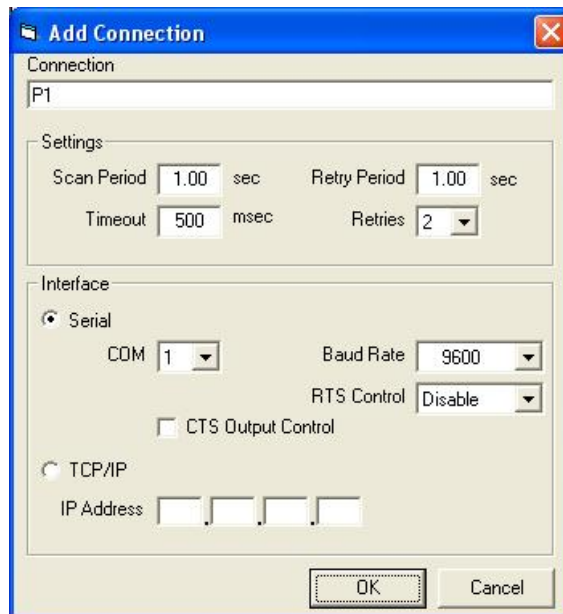 Add Connection
Connection
P1
Settings
Scan Period 1.00 sec Retry Period 1.00 sec
Timeout 500 msec Retries 2
Interface
Serial
COM 1 Baud Rate 9600
RTS Control Disable
CTS Output Control
TCP/IP
IP Address . . .
OK Cancel